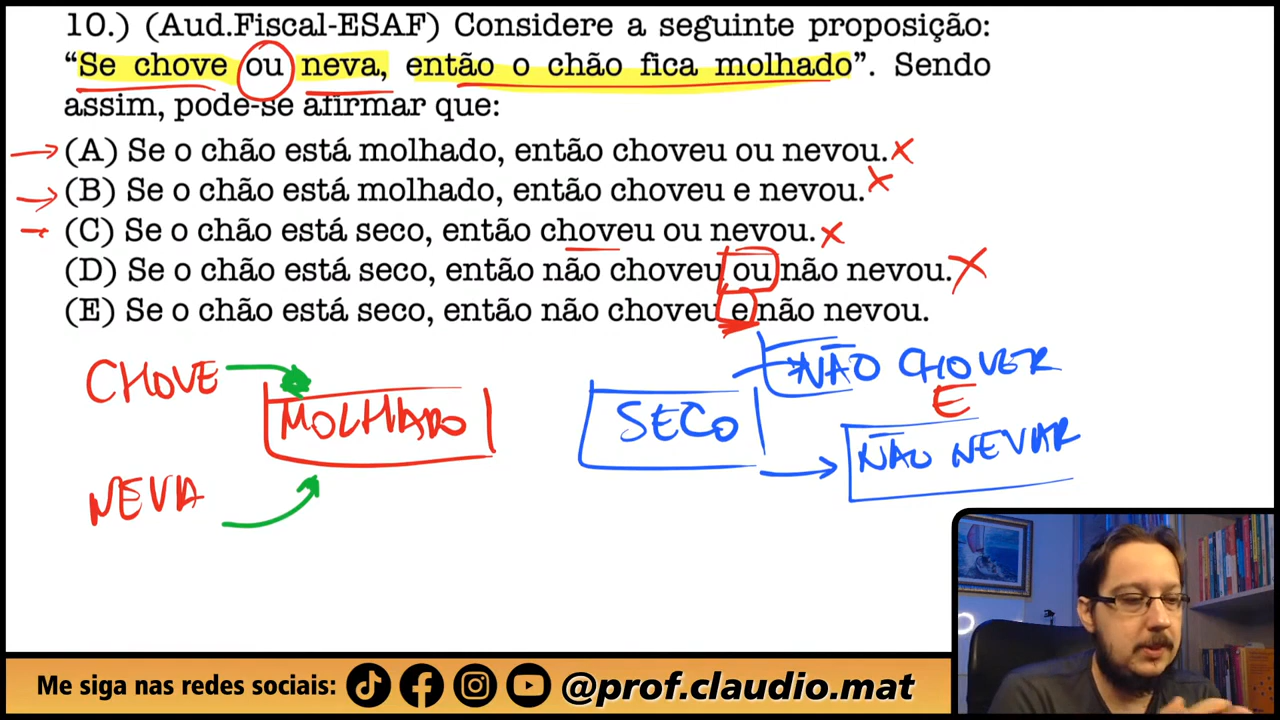 10.) (Aud.Fiscal-ESAF) Considere a seguinte proposição:
“Se chove ou neva, então o chão fica molhado”. Sendo
assim, pode-se afirmar que:
(A) Se o chão está molhado, então choveu ou nevou.
(B) Se o chão está molhado, então choveu e nevou.
(C) Se o chão está seco, então choveu ou nevou.
(D) Se o chão está seco, então não choveu ou não nevou.
(E) Se o chão está seco, então não choveu e não nevou.
CHOVE
MOLHADO
NEVA
SECO
NÃO CHOVER
E
NÃO NEVAR
Me siga nas redes sociais: @prof.claudio.mat